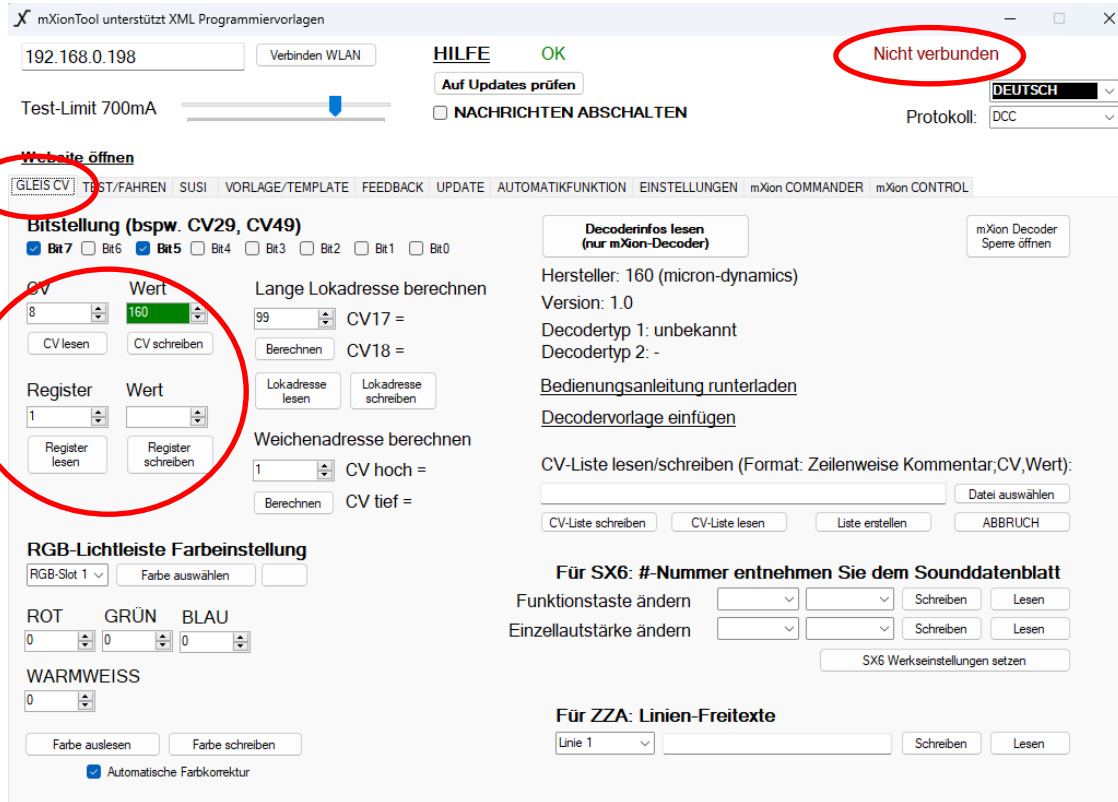 mXionTool unterstützt XML Programmiervorlagen
192.168.0.198 Verbinden WLAN HILFE OK Nicht verbunden
Auf Updates prüfen
DEUTSCH
Test-Limit 700mA NACHRICHTEN ABSCHALTEN Protokoll: DCC
Website öffnen
GLEIS CV TEST/FAHREN SUSI VORLAGE/TEMPLATE FEEDBACK UPDATE AUTOMATIKFUNKTION EINSTELLUNGEN mXion COMMANDER mXion CONTROL
Bitstellung (bspw. CV29, CV49)
Bit7 Bit6 Bit5 Bit4 Bit3 Bit2 Bit1 Bit0
Decoderinfos lesen
(nur mXion-Decoder)
mXion Decoder
Sperre öffnen
CV Wert
8 160
CV lesen CV schreiben
Register Wert
1
Register
lesen
Register
schreiben
Lange Lokadresse berechnen
99 CV17 =
Berechnen CV18 =
Lokadresse
lesen
Lokadresse
schreiben
Weichenadresse berechnen
1 CV hoch =
Berechnen CV tief =
Hersteller: 160 (micron-dynamics)
Version: 1.0
Decodertyp 1: unbekannt
Decodertyp 2: -
Bedienungsanleitung runterladen
Decodervorlage einfügen
CV-Liste lesen/schreiben (Format: Zeilenweise Kommentar;CV,Wert):
Datei auswählen
CV-Liste schreiben CV-Liste lesen Liste erstellen ABBRUCH
RGB-Lichtleiste Farbeinstellung
RGB-Slot 1 Farbe auswählen
ROT GRÜN BLAU
0 0 0
WARMWEISS
0
Farbe auslesen Farbe schreiben
Automatische Farbkorrektur
Für SX6: #-Nummer entnehmen Sie dem Sounddatenblatt
Funktionstaste ändern Schreiben Lesen
Einzellautstärke ändern Schreiben Lesen
SX6 Werkseinstellungen setzen
Für ZZA: Linien-Freitexte
Linie 1 Schreiben Lesen